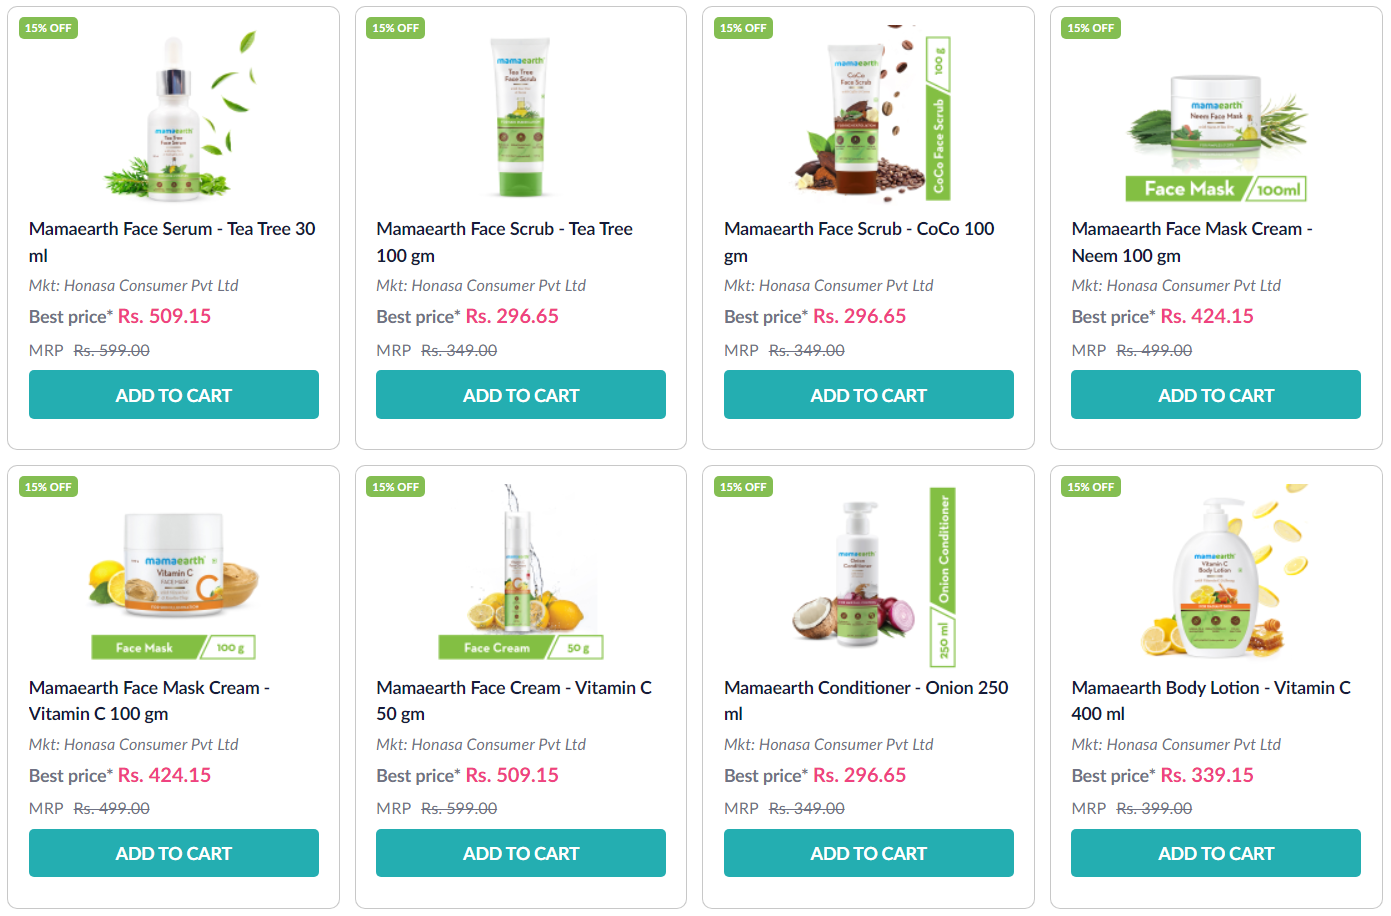 15% OFF
mamaearth
Tea Tree
Face Serum
Mamaearth Face Serum - Tea Tree 30
ml
Mkt: Honasa Consumer Pvt Ltd
Best price* Rs. 509.15
MRP Rs. 599.00
ADD TO CART
15% OFF
mamaearth
Tea Tree
Face Scrub
Mamaearth Face Scrub - Tea Tree
100 gm
Mkt: Honasa Consumer Pvt Ltd
Best price* Rs. 296.65
MRP Rs. 349.00
ADD TO CART
15% OFF
mamaearth
CoCo
Face Scrub
CoCo Face Scrub
100 g
Mamaearth Face Scrub - CoCo 100
gm
Mkt: Honasa Consumer Pvt Ltd
Best price* Rs. 296.65
MRP Rs. 349.00
ADD TO CART
15% OFF
mamaearth
Neem Face Mask
Face Mask
100ml
Mamaearth Face Mask Cream -
Neem 100 gm
Mkt: Honasa Consumer Pvt Ltd
Best price* Rs. 424.15
MRP Rs. 499.00
ADD TO CART
15% OFF
mamaearth
Vitamin C
FACE MASK
C
Face Mask
100 g
Mamaearth Face Mask Cream -
Vitamin C 100 gm
Mkt: Honasa Consumer Pvt Ltd
Best price* Rs. 424.15
MRP Rs. 499.00
ADD TO CART
15% OFF
mamaearth
C
Face Cream
50 g
Mamaearth Face Cream - Vitamin C
50 gm
Mkt: Honasa Consumer Pvt Ltd
Best price* Rs. 509.15
MRP Rs. 599.00
ADD TO CART
15% OFF
mamaearth
Onion
Conditioner
250 ml
Onion Conditioner
Mamaearth Conditioner - Onion 250
ml
Mkt: Honasa Consumer Pvt Ltd
Best price* Rs. 296.65
MRP Rs. 349.00
ADD TO CART
15% OFF
mamaearth
Vitamin C
Body Lotion
Mamaearth Body Lotion - Vitamin C
400 ml
Mkt: Honasa Consumer Pvt Ltd
Best price* Rs. 339.15
MRP Rs. 399.00
ADD TO CART